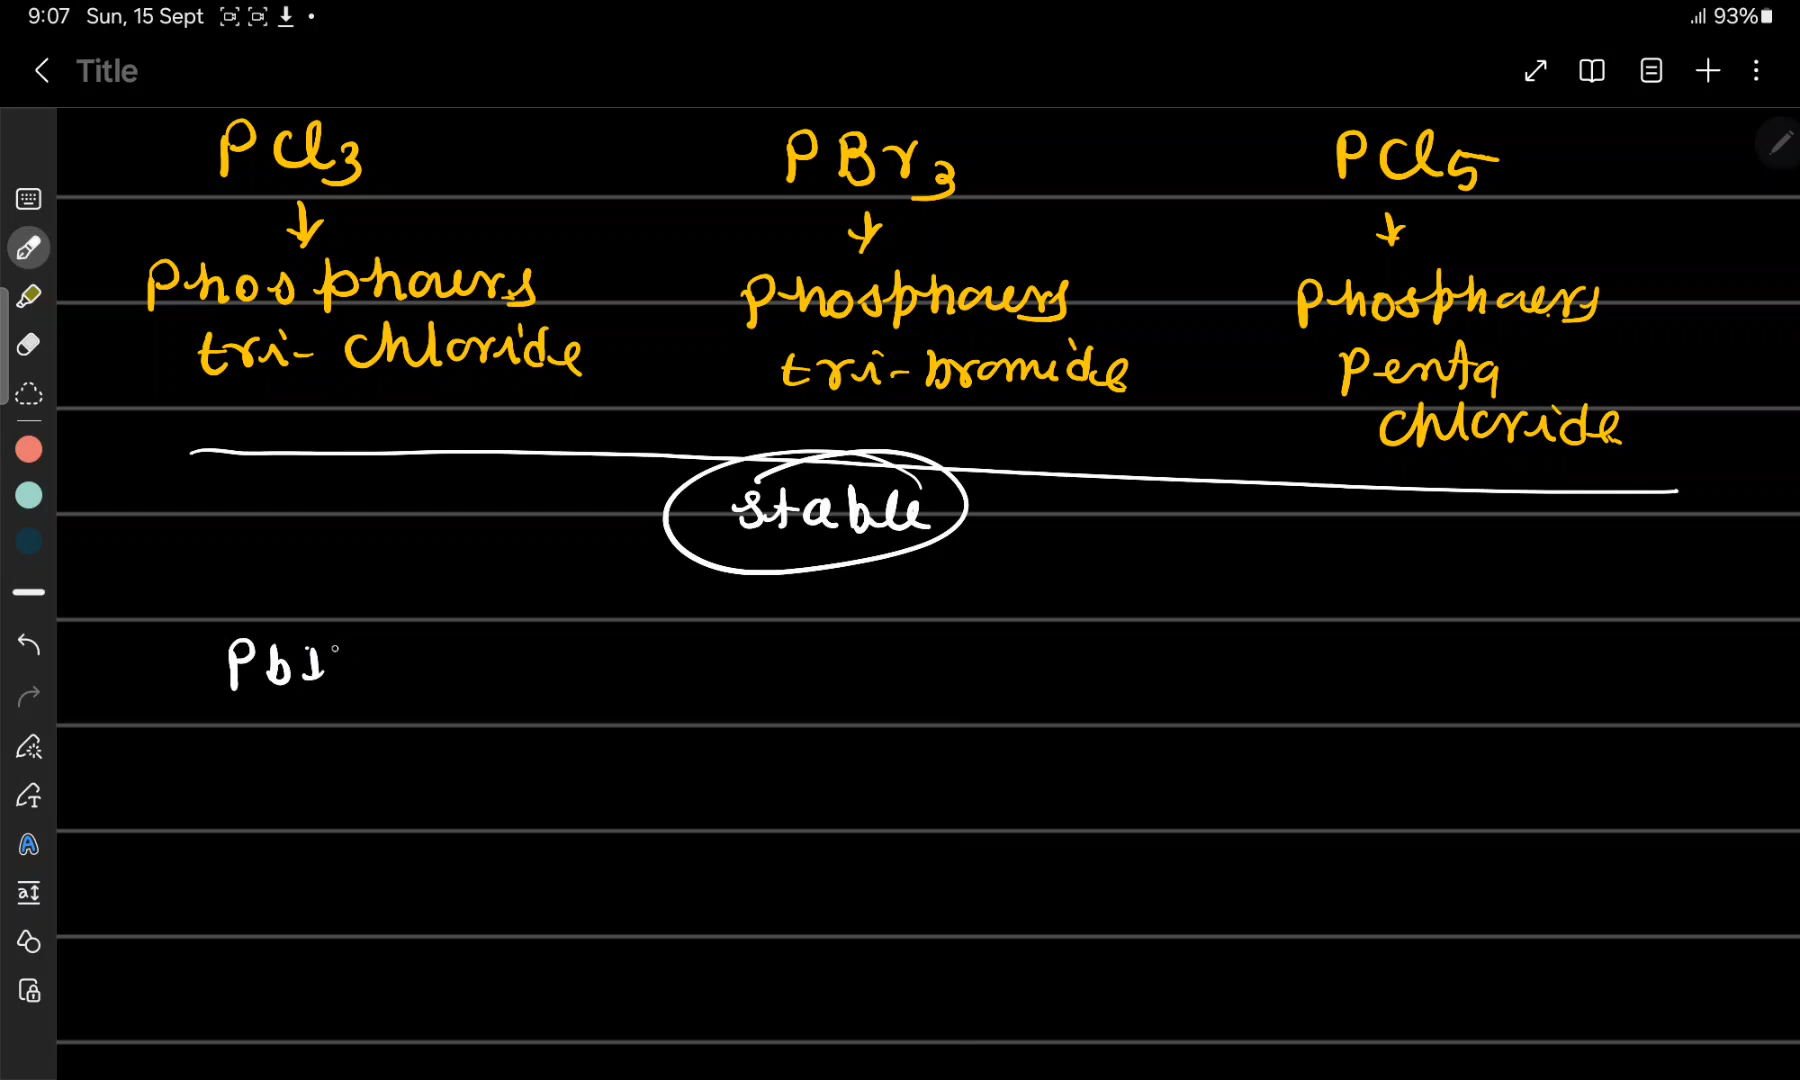 9:07 Sun, 15 Sept 93%
Title
PCl3 PBr3 PCl5
Phosphours Phosphours Phosphours
tri- chloride tri-bromide penta
chloride
stable
PbI